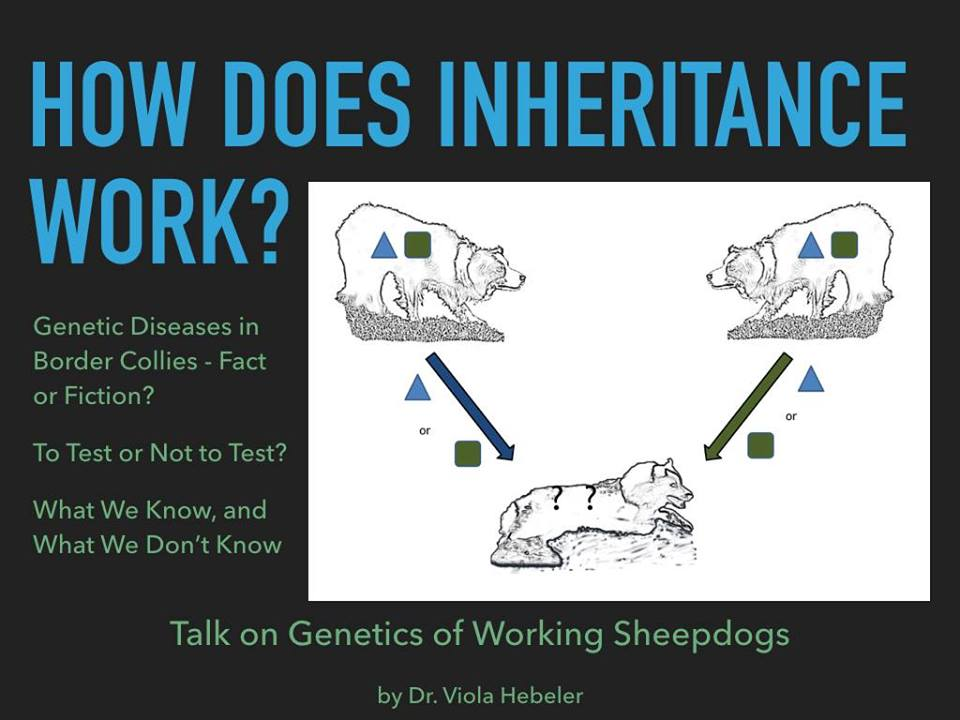 HOW DOES INHERITANCE
WORK?
Genetic Diseases in
Border Collies - Fact
or Fiction?
To Test or Not to Test?
What We Know, and
What We Don't Know
or
or
? ?
Talk on Genetics of Working Sheepdogs
by Dr. Viola Hebeler